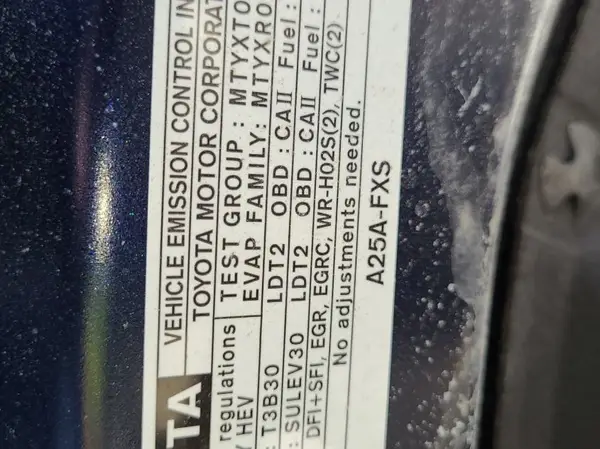 VEHICLE EMISSION CONTROL IN
TOYOTA MOTOR CORPORAT
TA
regulations TEST GROUP : MTYXT0
HEV EVAP FAMILY: MTYXR0
: T3B30 LDT2 OBD : CAII Fuel :
: SULEV30 LDT2 OBD : CAII Fuel :
DFI+SFI, EGR, EGRC, WR-HO2S(2), TWC(2)
No adjustments needed.
A25A-FXS